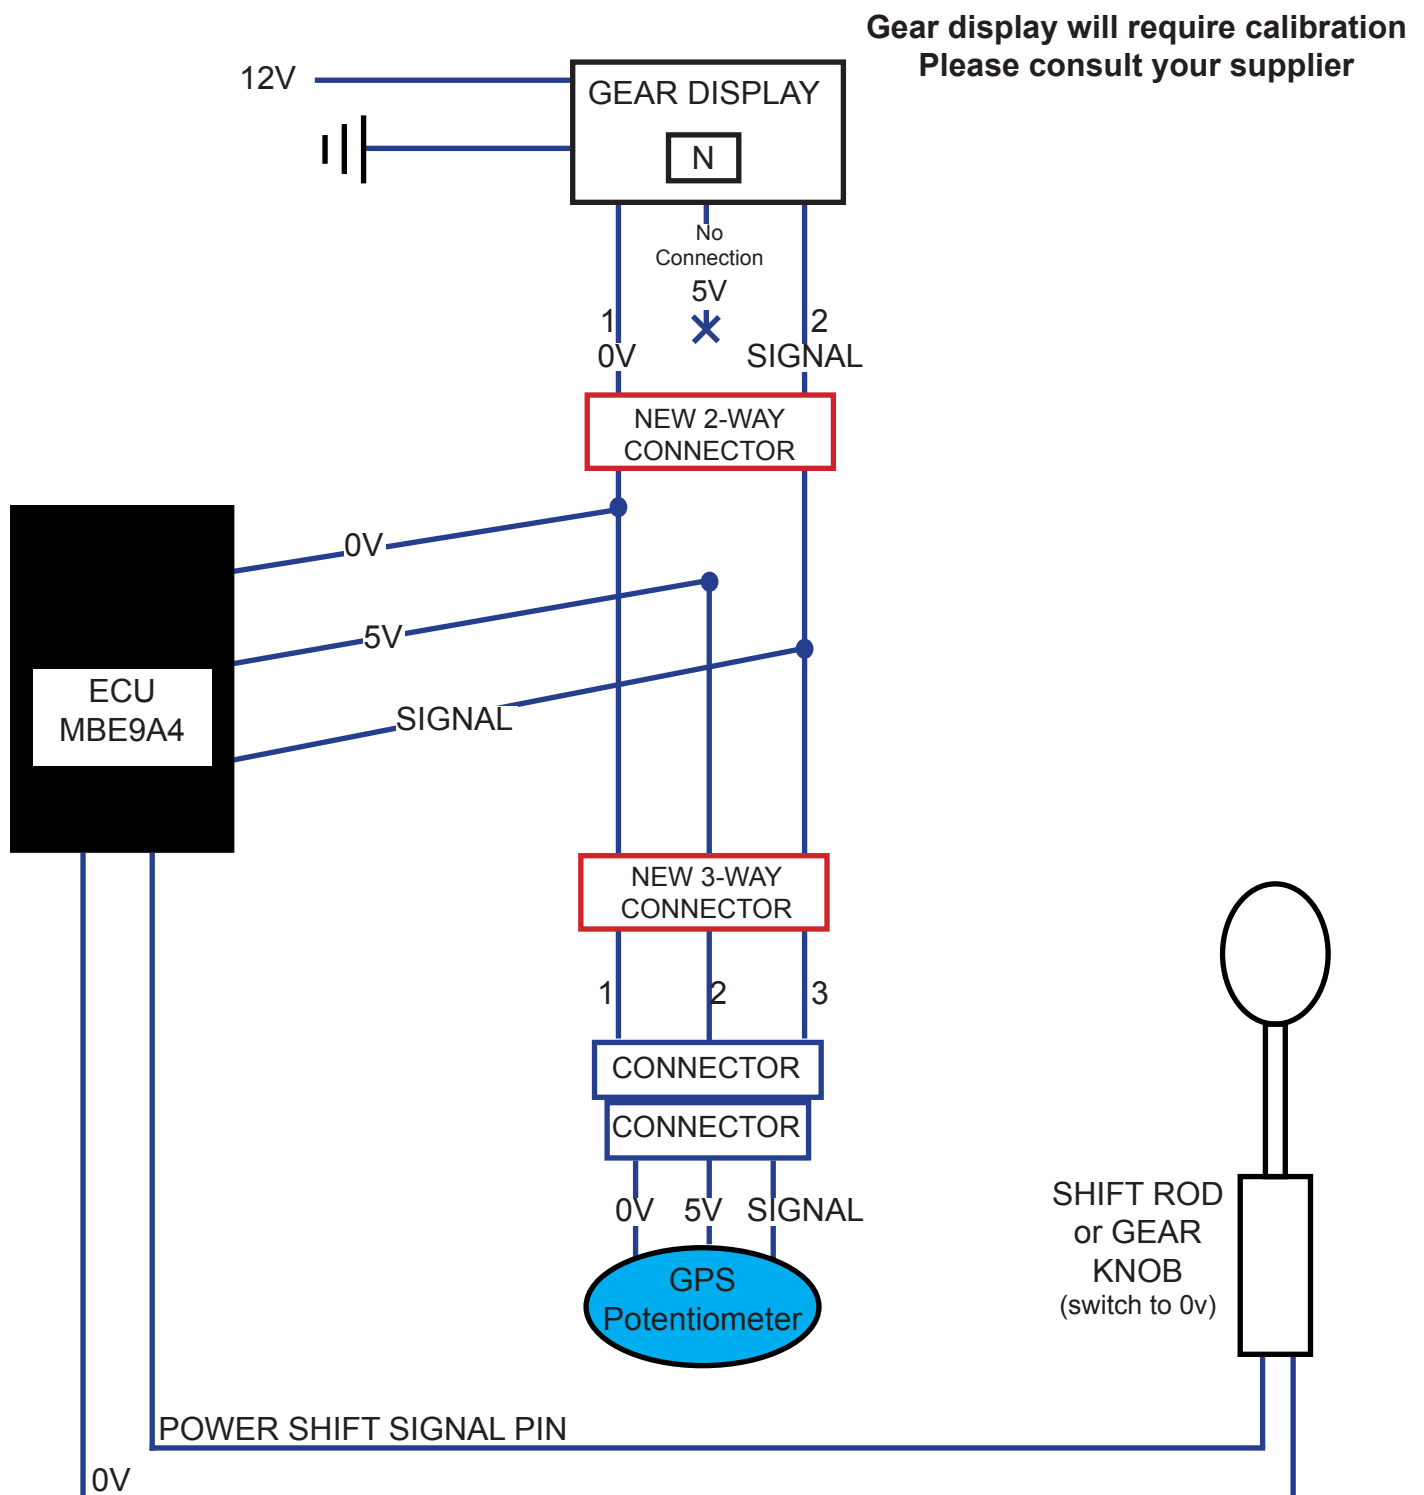 Gear display will require calibration
Please consult your supplier
12V
GEAR DISPLAY
N
No
Connection
5V
1
2
0V
SIGNAL
NEW 2-WAY
CONNECTOR
0V
5V
SIGNAL
ECU
MBE9A4
NEW 3-WAY
CONNECTOR
1
2
3
CONNECTOR
CONNECTOR
0V
5V
SIGNAL
GPS
Potentiometer
SHIFT ROD
or GEAR
KNOB
(switch to 0v)
POWER SHIFT SIGNAL PIN
0V